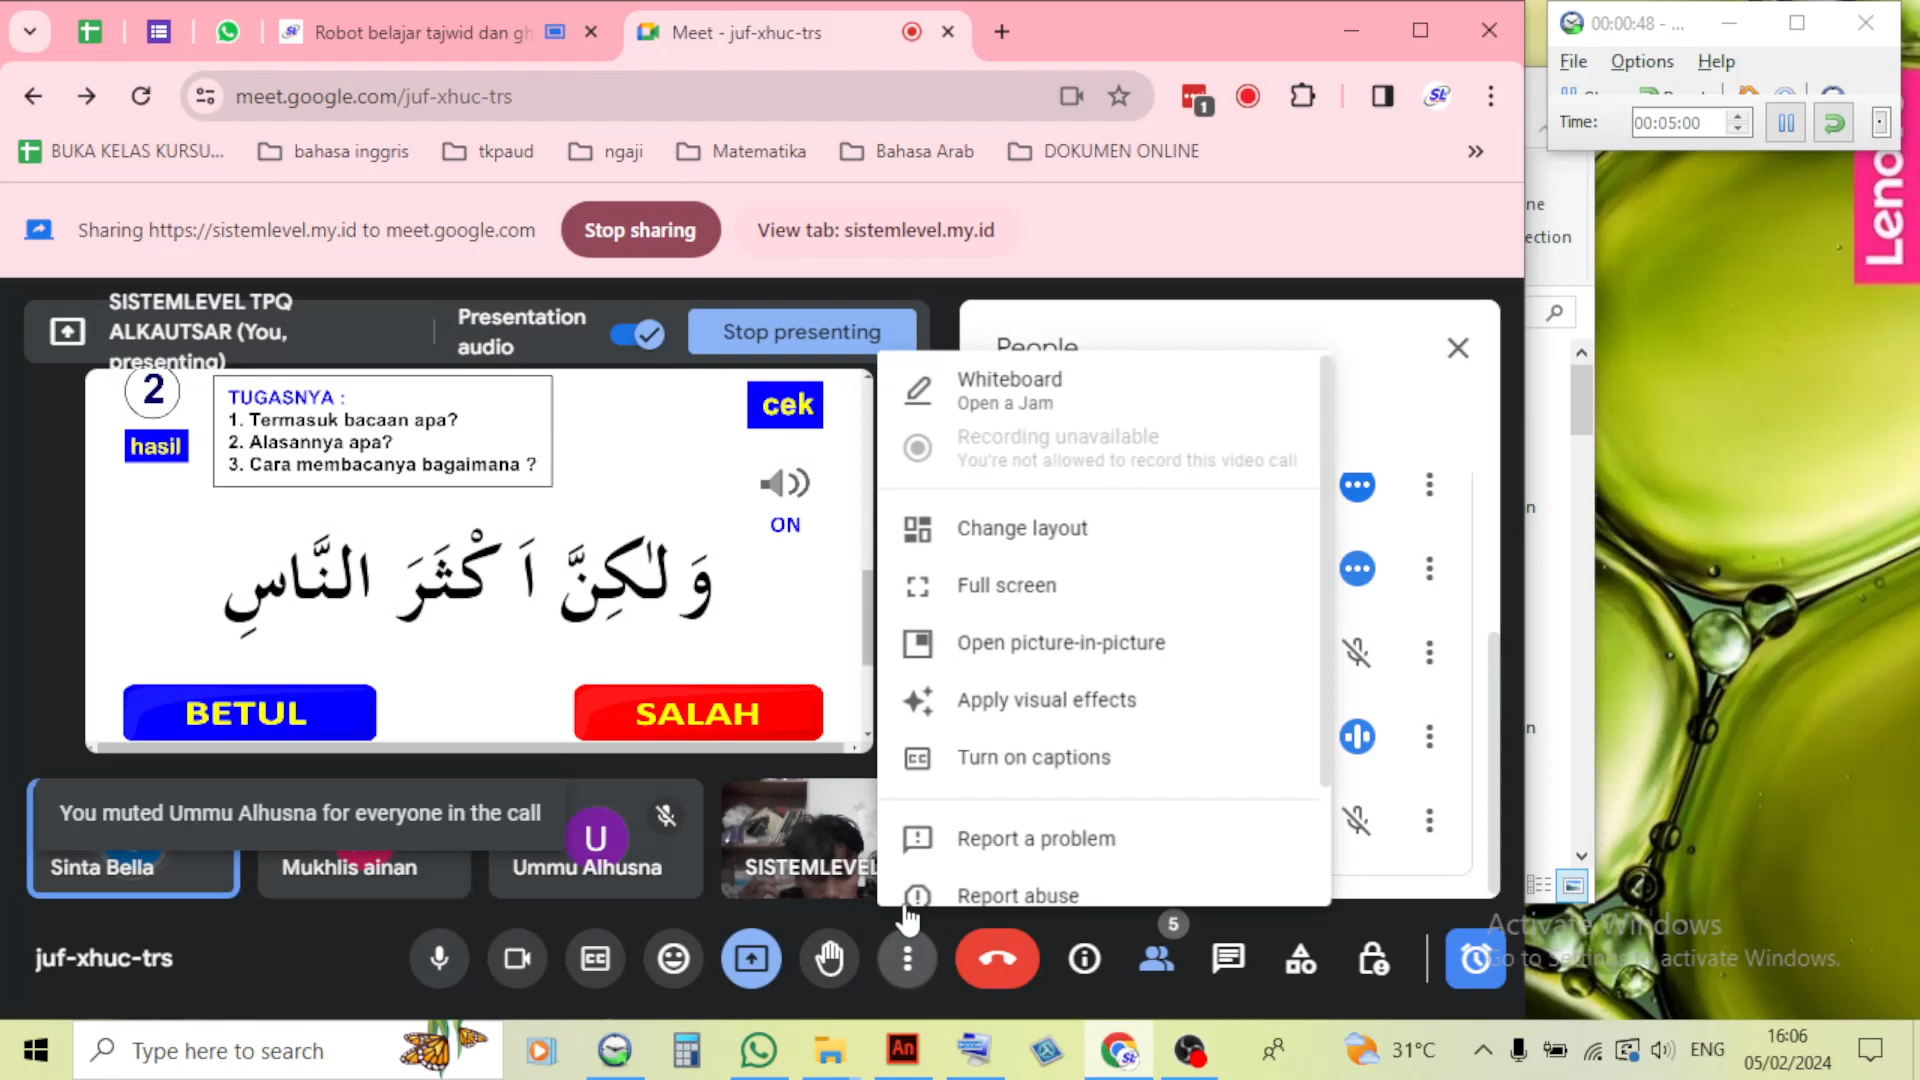 Robot belajar tajwid dan gh
Meet - juf-xhuc-trs
00:00:48 - ...
File Options Help
meet.google.com/juf-xhuc-trs
1
SL
Time: 00:05:00
BUKA KELAS KURSU...
bahasa inggris
tkpaud
ngaji
Matematika
Bahasa Arab
DOKUMEN ONLINE
Sharing https://sistemlevel.my.id to meet.google.com
Stop sharing
View tab: sistemlevel.my.id
ne
ection
SISTEMLEVEL TPQ
ALKAUTSAR (You,
presenting)
Presentation
audio
Stop presenting
People
2
hasil
TUGASNYA :
1. Termasuk bacaan apa?
2. Alasannya apa?
3. Cara membacanya bagaimana ?
cek
ON
وَ لٰكِنَّ اَ كْثَرَ النَّاسِ
BETUL
SALAH
Whiteboard
Open a Jam
Recording unavailable
You're not allowed to record this video call
Change layout
Full screen
Open picture-in-picture
Apply visual effects
Turn on captions
Report a problem
Report abuse
You muted Ummu Alhusna for everyone in the call
U
Sinta Bella
Mukhlis ainan
Ummu Alhusna
SISTEMLEVEL
juf-xhuc-trs
5
Activate Windows
Go to Settings to activate Windows.
Type here to search
An
31°C
ENG
16:06
05/02/2024